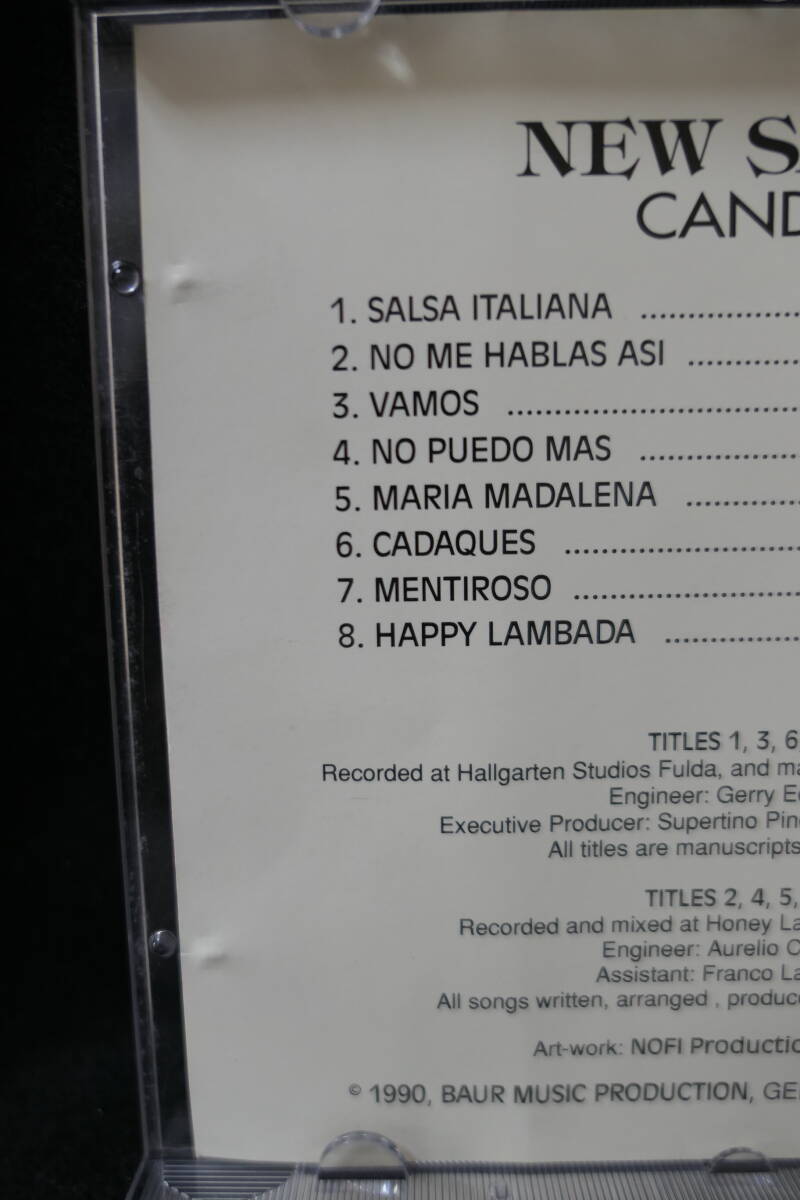 NEW
CAND
1. SALSA ITALIANA ..................
2. NO ME HABLAS ASI ..............
3. VAMOS ...............................
4. NO PUEDO MAS ..................
5. MARIA MADALENA ..............
6. CADAQUES .........................
7. MENTIROSO ........................
8. HAPPY LAMBADA ................
TITLES 1, 3, 6,
Recorded at Hallgarten Studios Fulda, and
Engineer: Gerry
Executive Producer: Supertino
All titles are manuscripts
TITLES 2, 4, 5,
Recorded and mixed at Honey
Engineer: Aurelio
Assistant: Franco
All songs written, arranged , produc
Art-work: NOFI Productio
© 1990, BAUR MUSIC PRODUCTION,